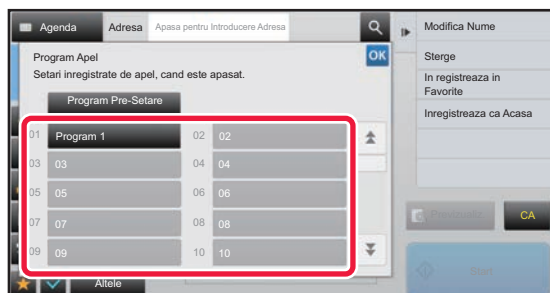 Agenda
Adresa
Apasa pentru Introducere Adresa
Modifica Nume
Program Apel
OK
Sterge
Setari inregistrate de apel, cand este apasat.
In registreaza in
Favorite
Program Pre-Setare
Inregistreaza ca Acasa
01 Program 1
02 02
03 03
04 04
05 05
06 06
07 07
08 08
CA
09 09
10 10
Altele
Start